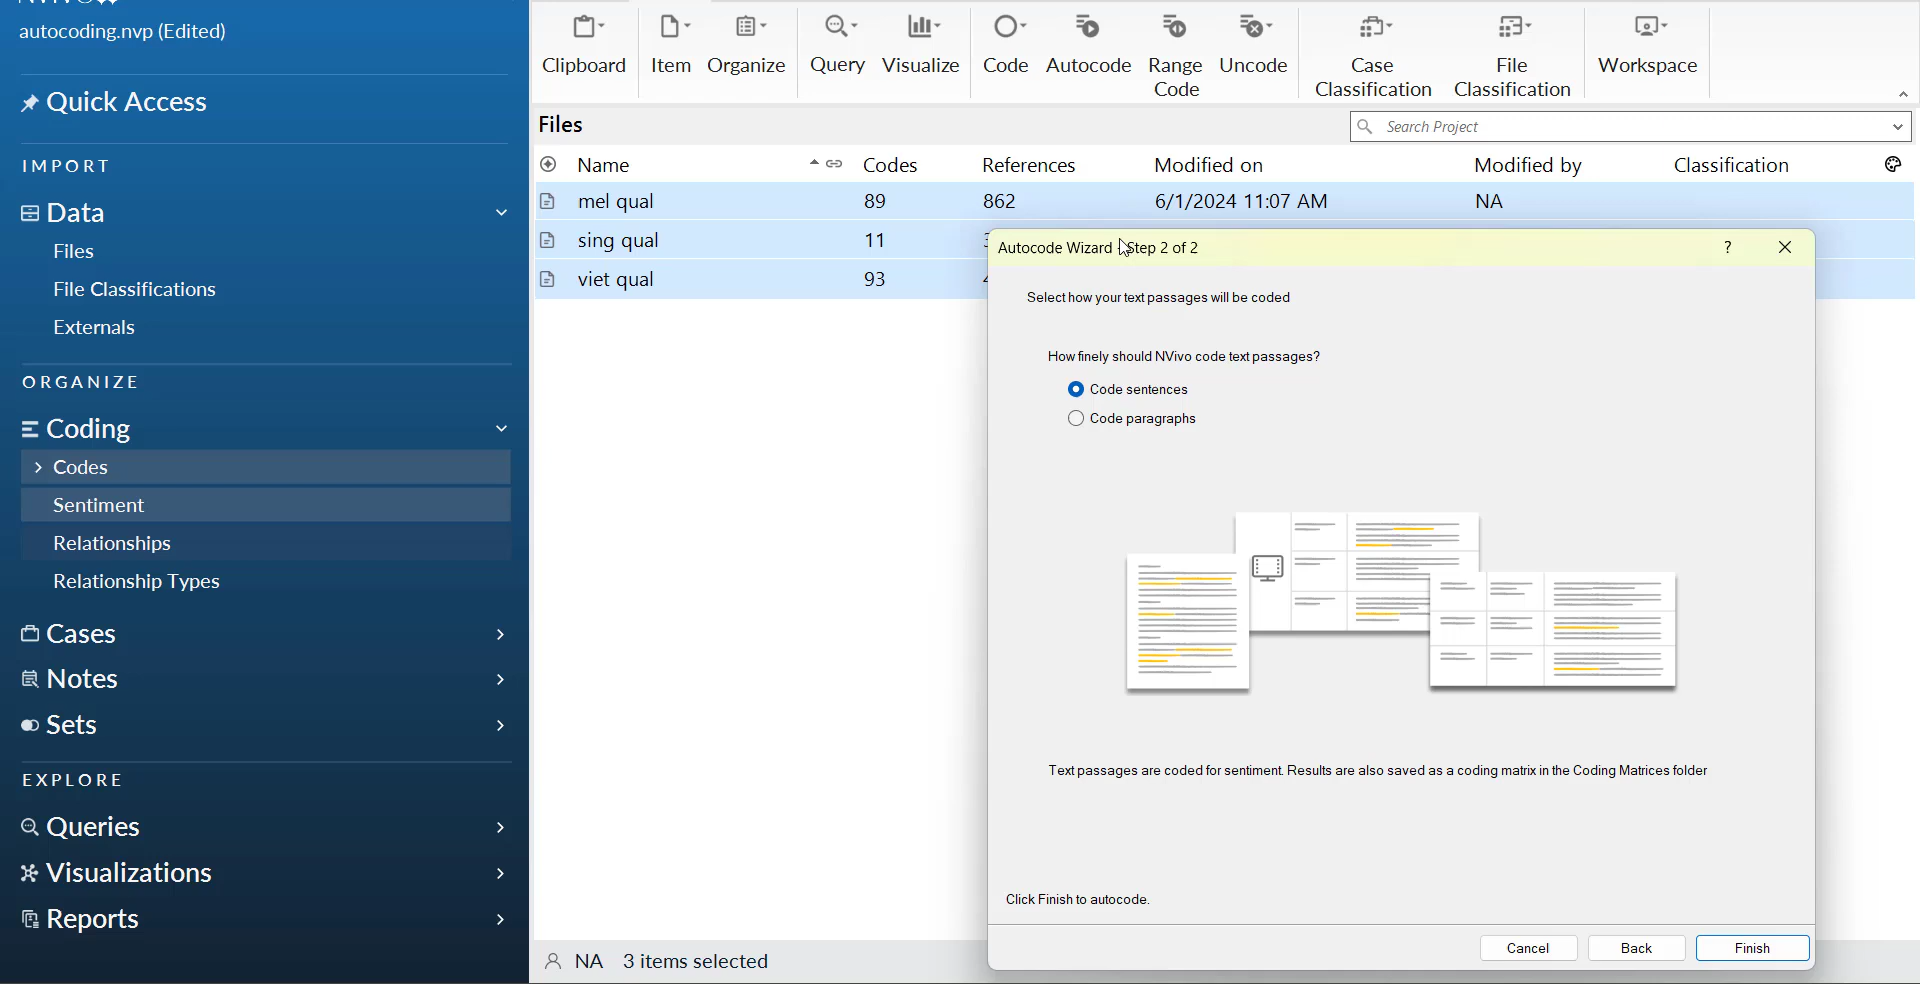 autocoding.nvp (Edited)
Quick Access
IMPORT
Data
Files
File Classifications
Externals
ORGANIZE
Coding
Codes
Sentiment
Relationships
Relationship Types
Cases
Notes
Sets
EXPLORE
Queries
Visualizations
Reports
Clipboard
Item
Organize
Query
Visualize
Code
Autocode
Range
Code
Uncode
Case
Classification
File
Classification
Workspace
Files
Search Project
Name Codes References Modified on Modified by Classification
mel qual 89 862 6/1/2024 11:07 AM NA
sing qual 11
viet qual 93
Autocode Wizard - Step 2 of 2
?
Select how your text passages will be coded
How finely should NVivo code text passages?
Code sentences
Code paragraphs
Text passages are coded for sentiment. Results are also saved as a coding matrix in the Coding Matrices folder
Click Finish to autocode.
Cancel Back Finish
NA 3 items selected